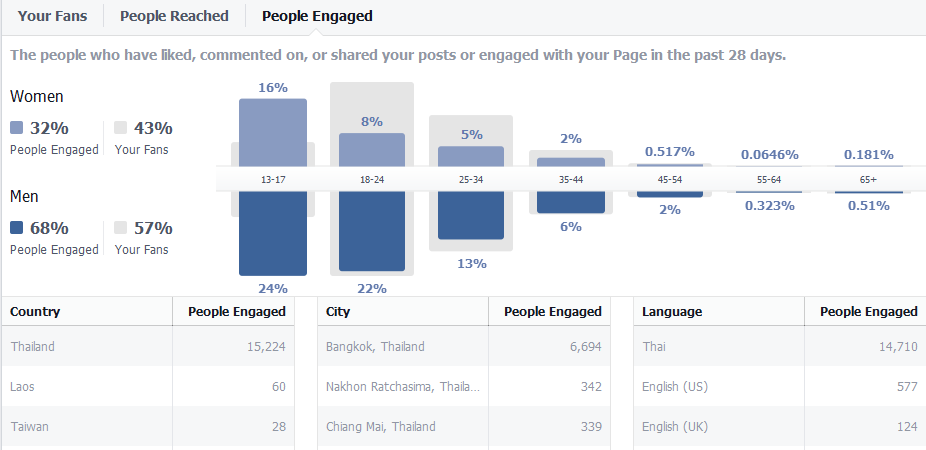 Your Fans People Reached People Engaged
The people who have liked, commented on, or shared your posts or engaged with your Page in the past 28 days.
Women
32% 43%
People Engaged Your Fans
16% 8% 5% 2% 0.517% 0.0646% 0.181%
13-17 18-24 25-34 35-44 45-54 55-64 65+
Men
68% 57%
People Engaged Your Fans
24% 22% 13% 6% 2% 0.323% 0.51%
Country People Engaged City People Engaged Language People Engaged
Thailand 15,224 Bangkok, Thailand 6,694 Thai 14,710
Laos 60 Nakhon Ratchasima, Thaila... 342 English (US) 577
Taiwan 28 Chiang Mai, Thailand 339 English (UK) 124